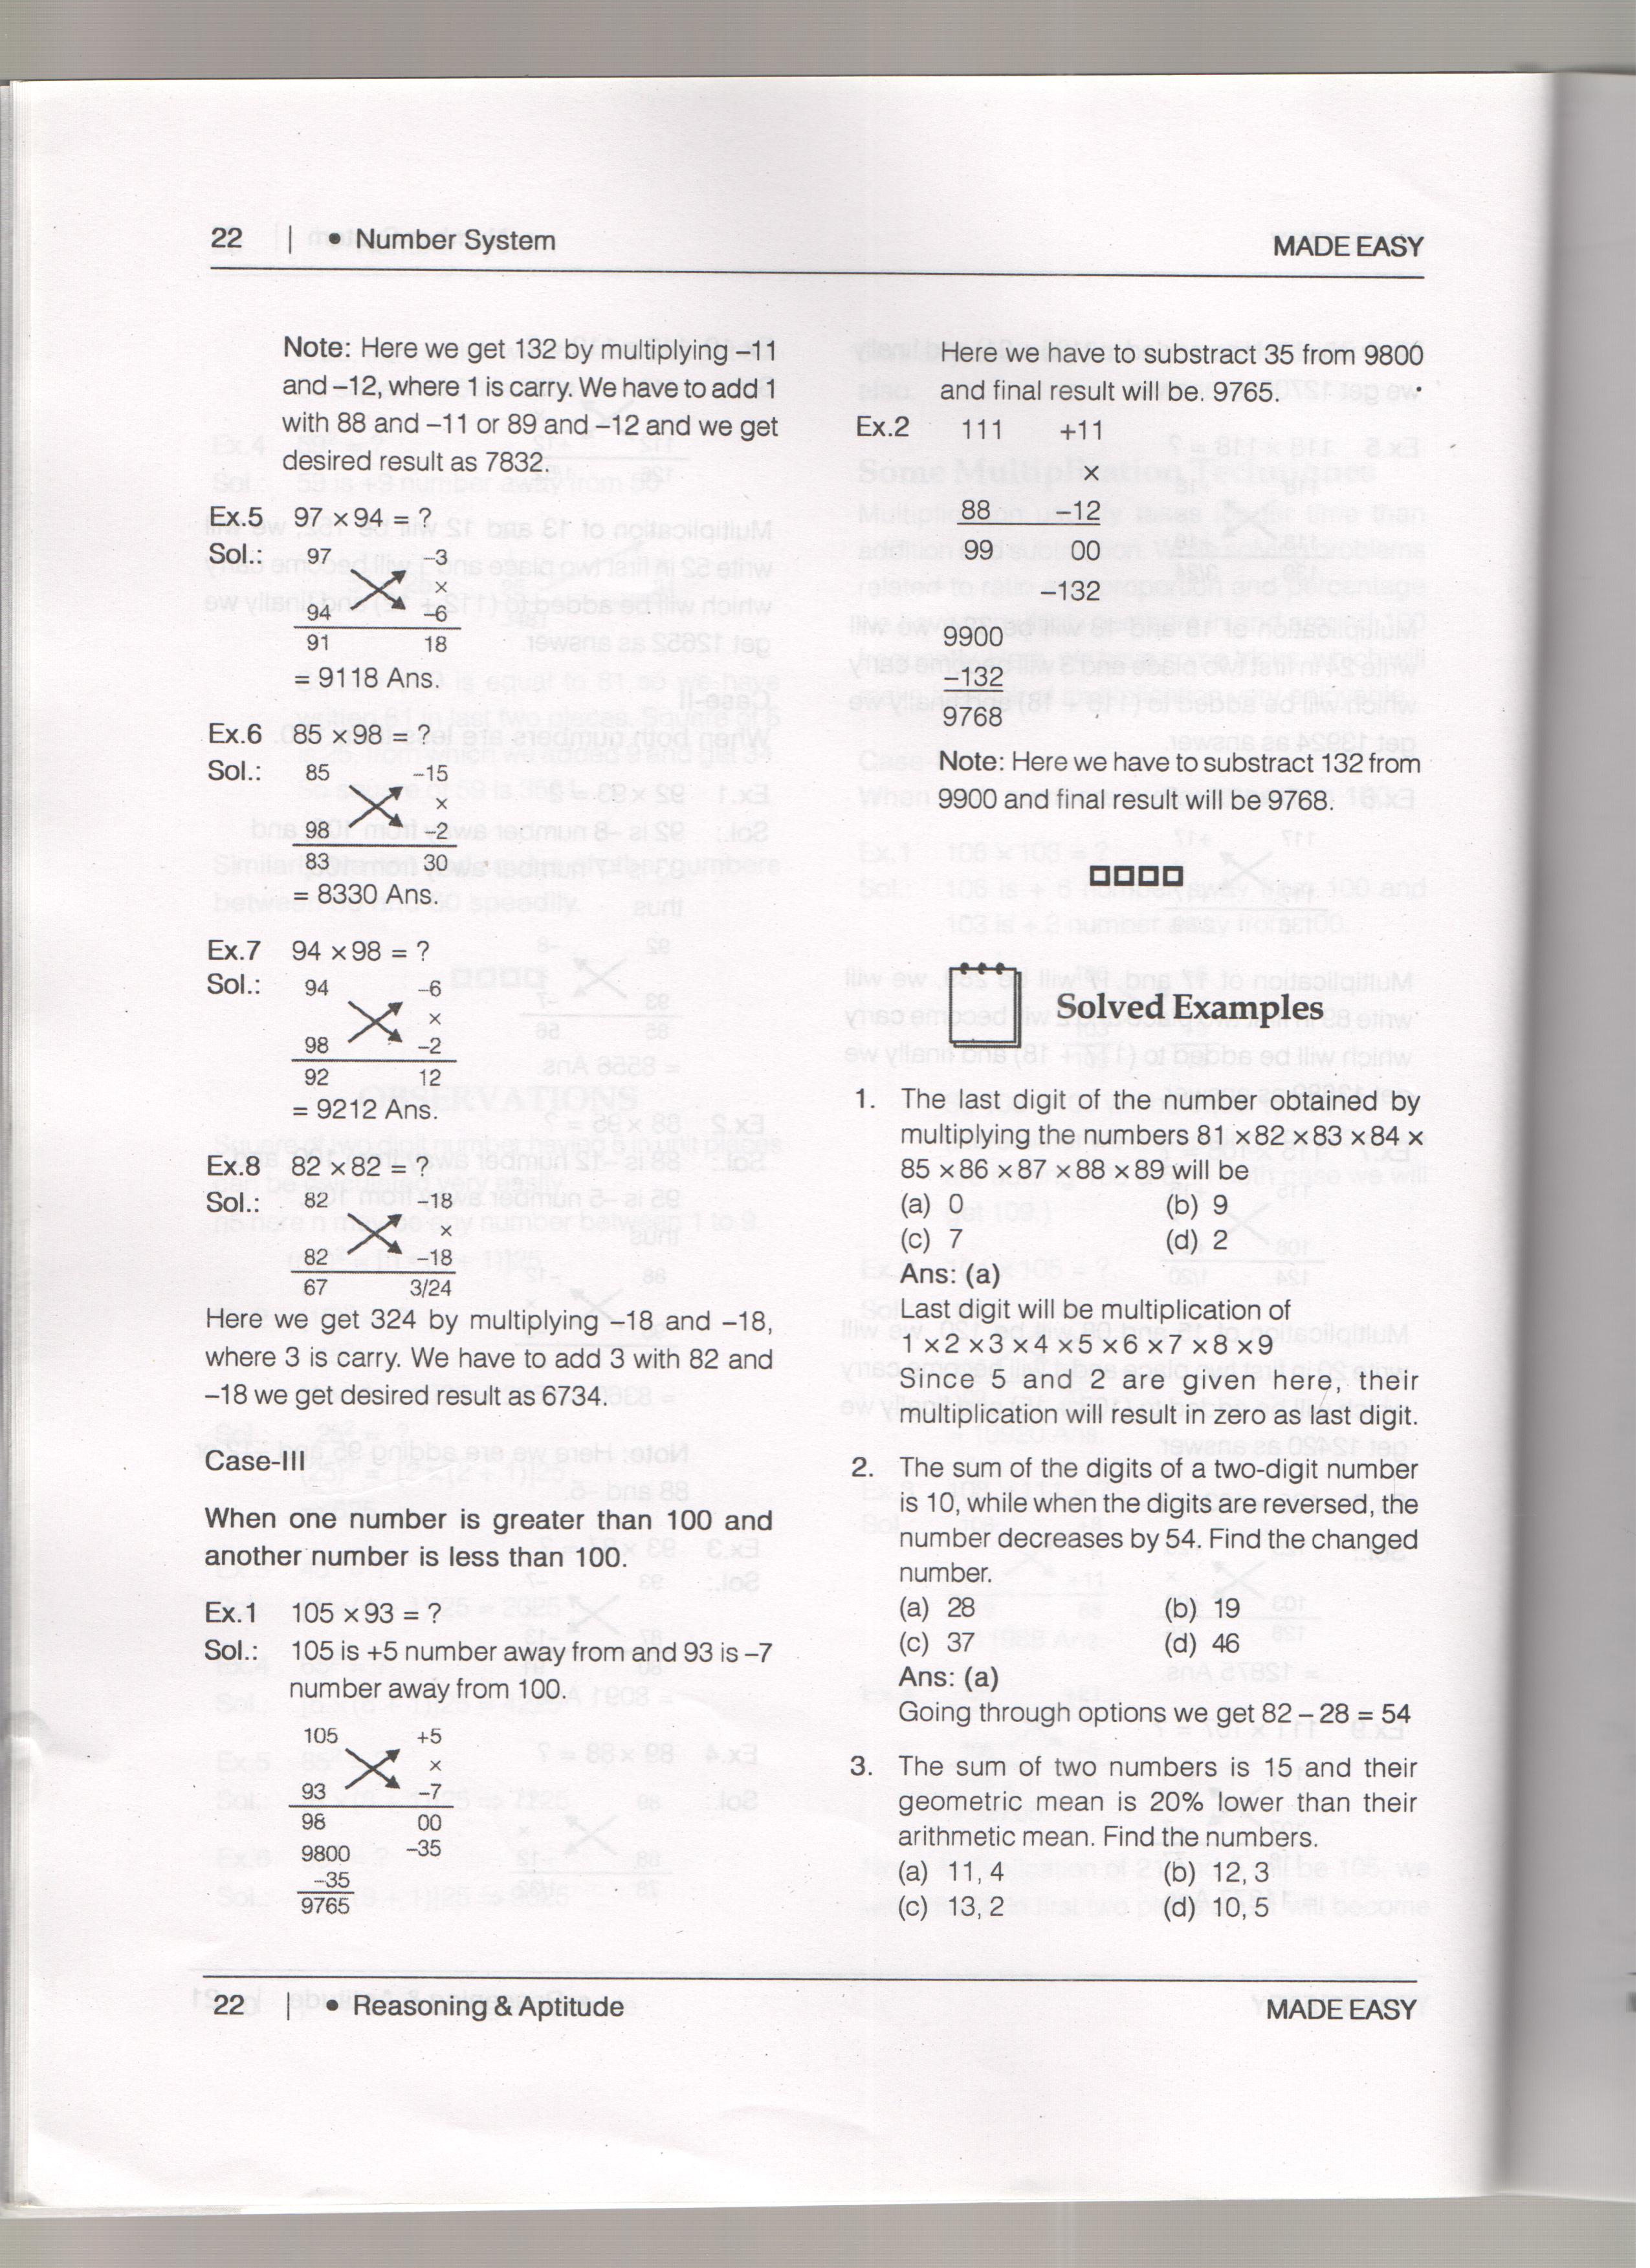 22 | • Number System MADE EASY
Note: Here we get 132 by multiplying –11
and –12, where 1 is carry. We have to add 1
with 88 and –11 or 89 and –12 and we get
desired result as 7832.
Ex.5 97 × 94 = ?
Sol.: 97 –3
×
94 –6
91 18
= 9118 Ans.
Ex.6 85 × 98 = ?
Sol.: 85 –15
×
98 –2
83 30
= 8330 Ans.
Ex.7 94 × 98 = ?
Sol.: 94 –6
×
98 –2
92 12
= 9212 Ans.
Ex.8 82 × 82 = ?
Sol.: 82 –18
×
82 –18
67 3/24
Here we get 324 by multiplying –18 and –18,
where 3 is carry. We have to add 3 with 82 and
–18 we get desired result as 6734.
Case-III
When one number is greater than 100 and
another number is less than 100.
Ex.1 105 × 93 = ?
Sol.: 105 is +5 number away from and 93 is –7
number away from 100.
105 +5
×
93 –7
98 00
9800 –35
–35
9765
Here we have to substract 35 from 9800
and final result will be. 9765.
Ex.2 111 +11
×
88 –12
99 00
–132
9900
–132
9768
Note: Here we have to substract 132 from
9900 and final result will be 9768.
Solved Examples
1. The last digit of the number obtained by
multiplying the numbers 81 × 82 × 83 × 84 ×
85 × 86 × 87 × 88 × 89 will be
(a) 0 (b) 9
(c) 7 (d) 2
Ans: (a)
Last digit will be multiplication of
1 × 2 × 3 × 4 × 5 × 6 × 7 × 8 × 9
Since 5 and 2 are given here, their
multiplication will result in zero as last digit.
2. The sum of the digits of a two-digit number
is 10, while when the digits are reversed, the
number decreases by 54. Find the changed
number.
(a) 28 (b) 19
(c) 37 (d) 46
Ans: (a)
Going through options we get 82 – 28 = 54
3. The sum of two numbers is 15 and their
geometric mean is 20% lower than their
arithmetic mean. Find the numbers.
(a) 11, 4 (b) 12, 3
(c) 13, 2 (d) 10, 5
22 | • Reasoning & Aptitude MADE EASY